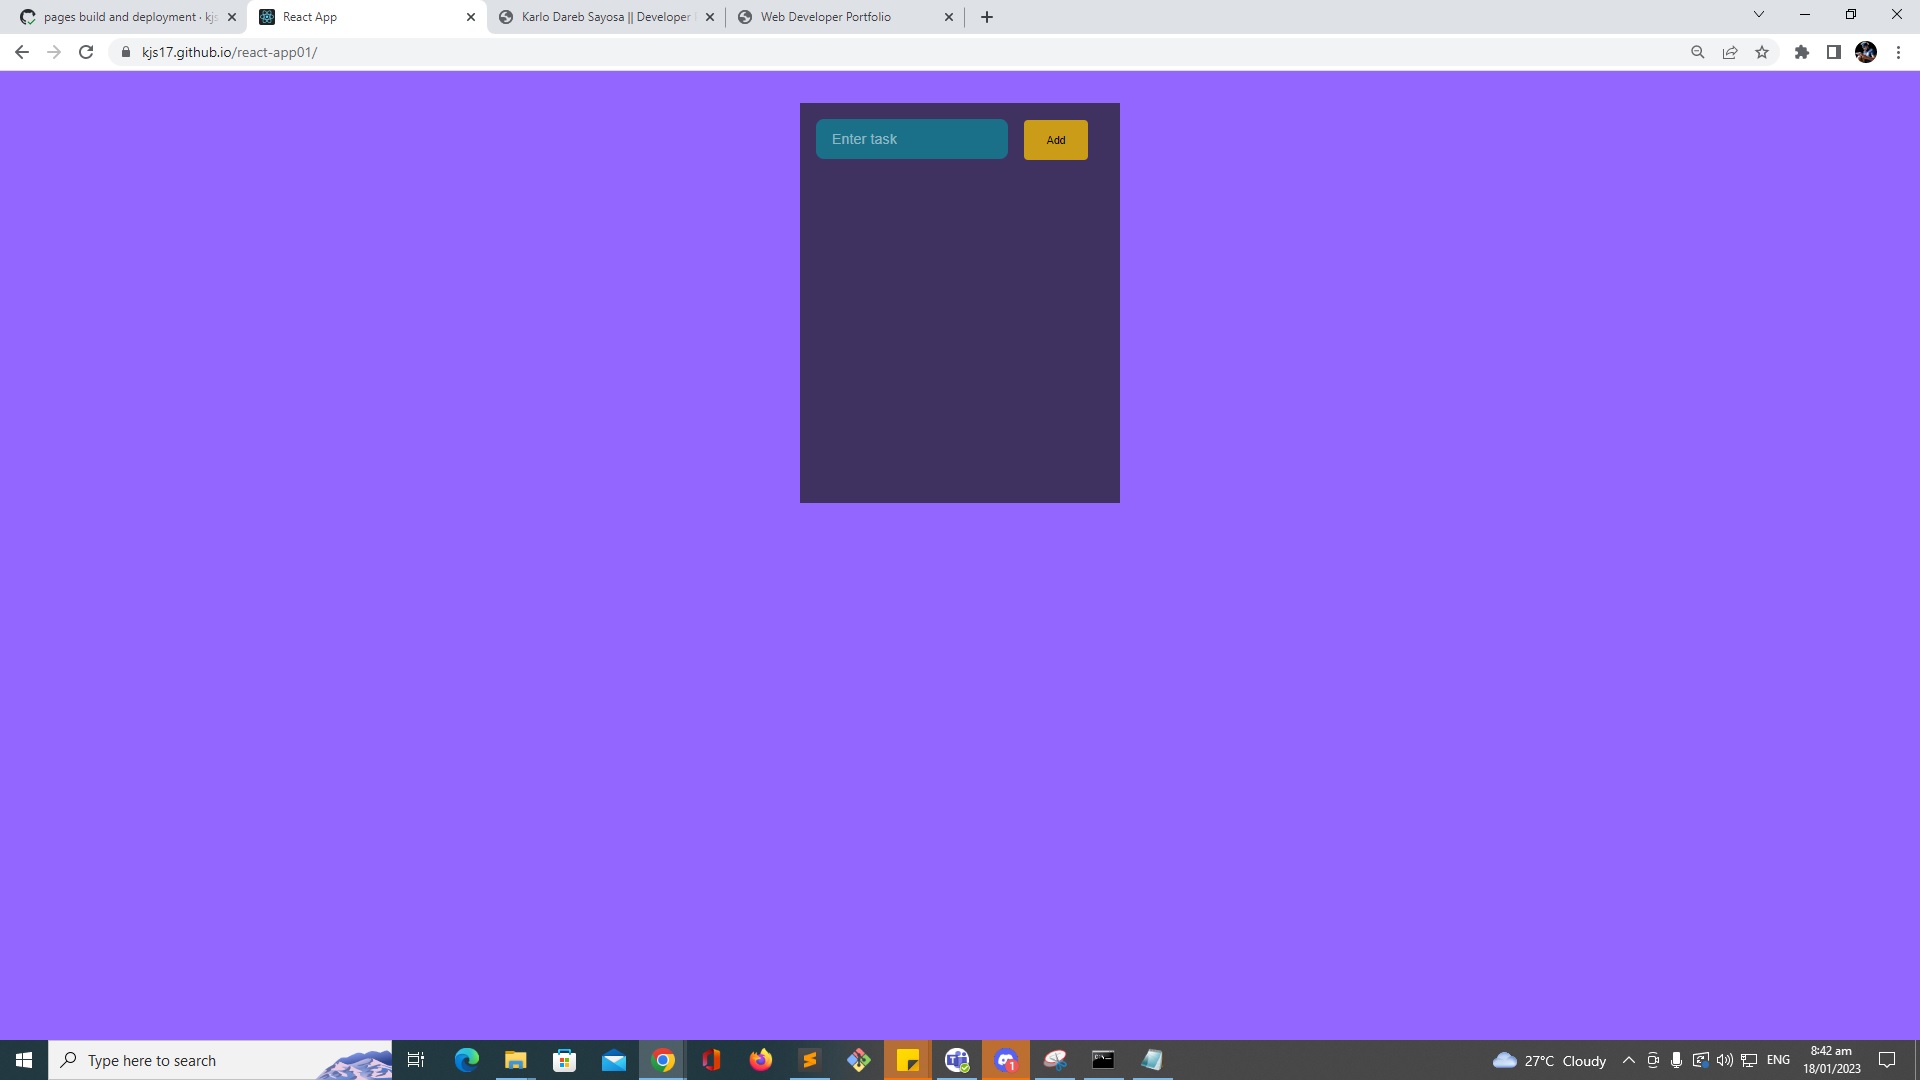 pages build and deployment · kjs
React App
Karlo Dareb Sayosa || Developer
Web Developer Portfolio
kjs17.github.io/react-app01/
Enter task
Add
Type here to search
1
27°C Cloudy
ENG
8:42 am
18/01/2023